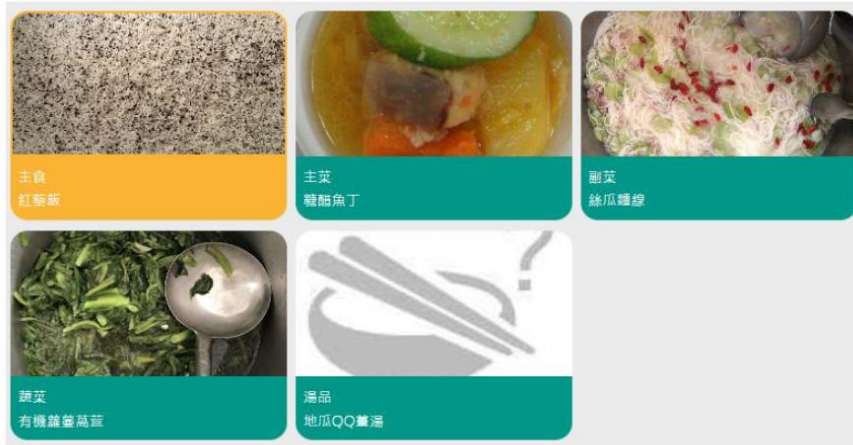 主食
紅藜飯
主菜
糖醋魚丁
副菜
絲瓜麵線
蔬菜
有機蘿蔓萵苣
湯品
地瓜QQ薑湯